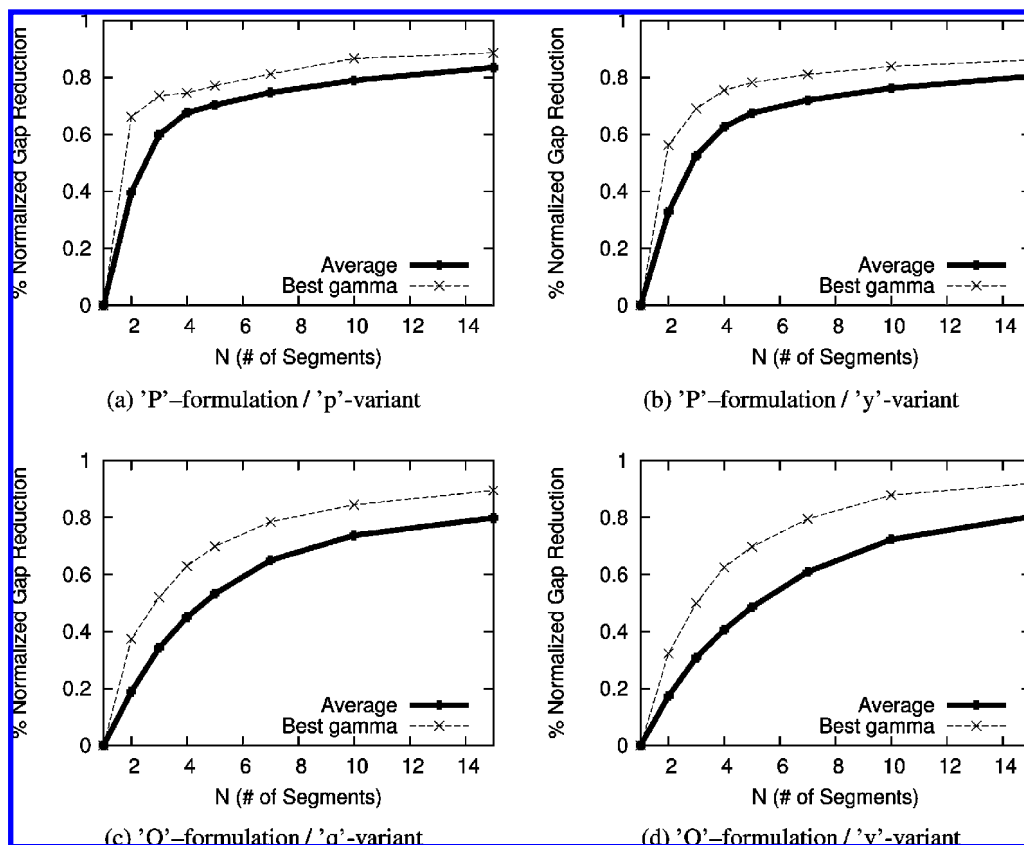 1
0.8
0.6
0.4
0.2
0
% Normalized Gap Reduction
Average
Best gamma
2 4 6 8 10 12 14
N (# of Segments)
(a) ’P’–formulation / ’p’-variant
1
0.8
0.6
0.4
0.2
0
% Normalized Gap Reduction
Average
Best gamma
2 4 6 8 10 12 14
N (# of Segments)
(b) ’P’–formulation / ’y’-variant
1
0.8
0.6
0.4
0.2
0
% Normalized Gap Reduction
Average
Best gamma
2 4 6 8 10 12 14
N (# of Segments)
(c) –formulation / -variant
1
0.8
0.6
0.4
0.2
0
% Normalized Gap Reduction
Average
Best gamma
2 4 6 8 10 12 14
N (# of Segments)
(d) –formulation / -variant